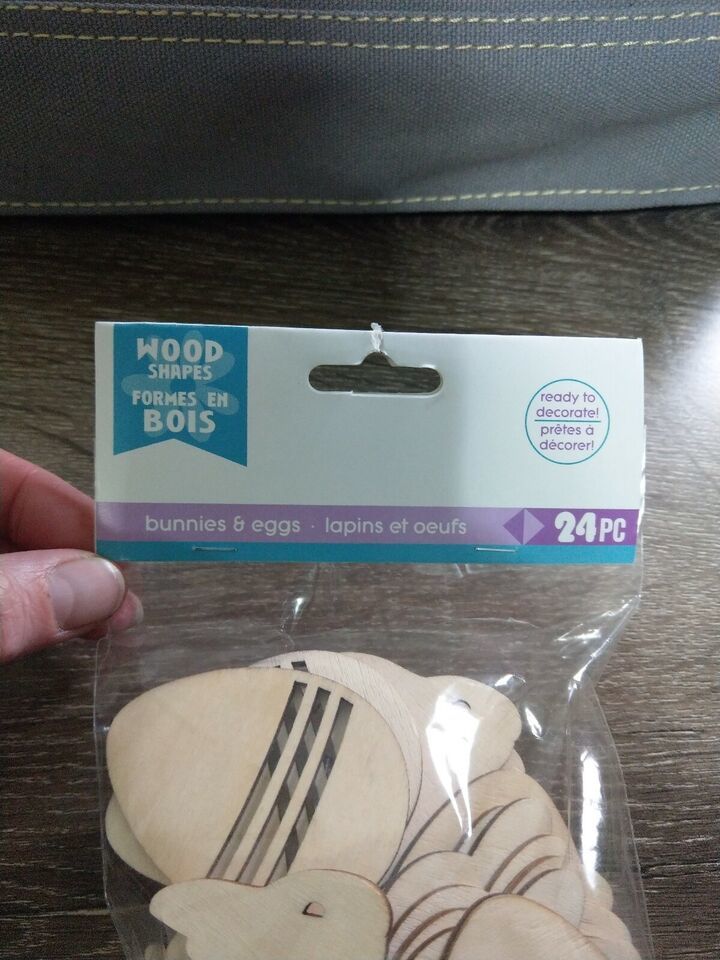 WOOD
SHAPES
FORMES EN
BOIS
ready to
decorate!
prêtes à
décorer!
bunnies & eggs · lapins et oeufs
24PC